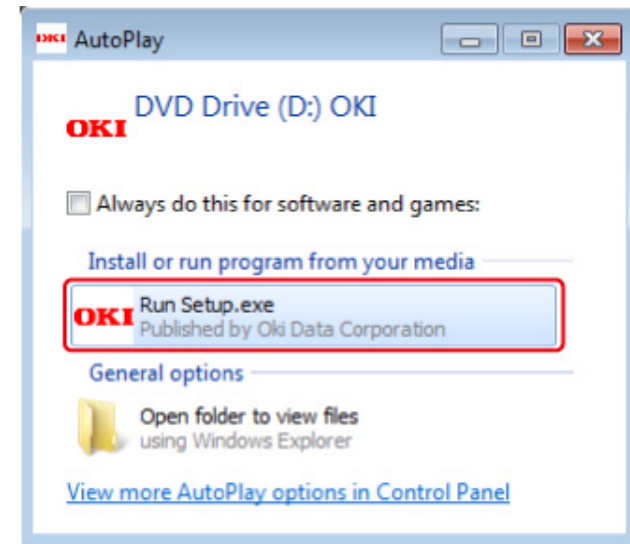 OKI AutoPlay
DVD Drive (D:) OKI
OKI
Always do this for software and games:
Install or run program from your media
OKI Run Setup.exe
Published by Oki Data Corporation
General options
Open folder to view files
using Windows Explorer
View more AutoPlay options in Control Panel